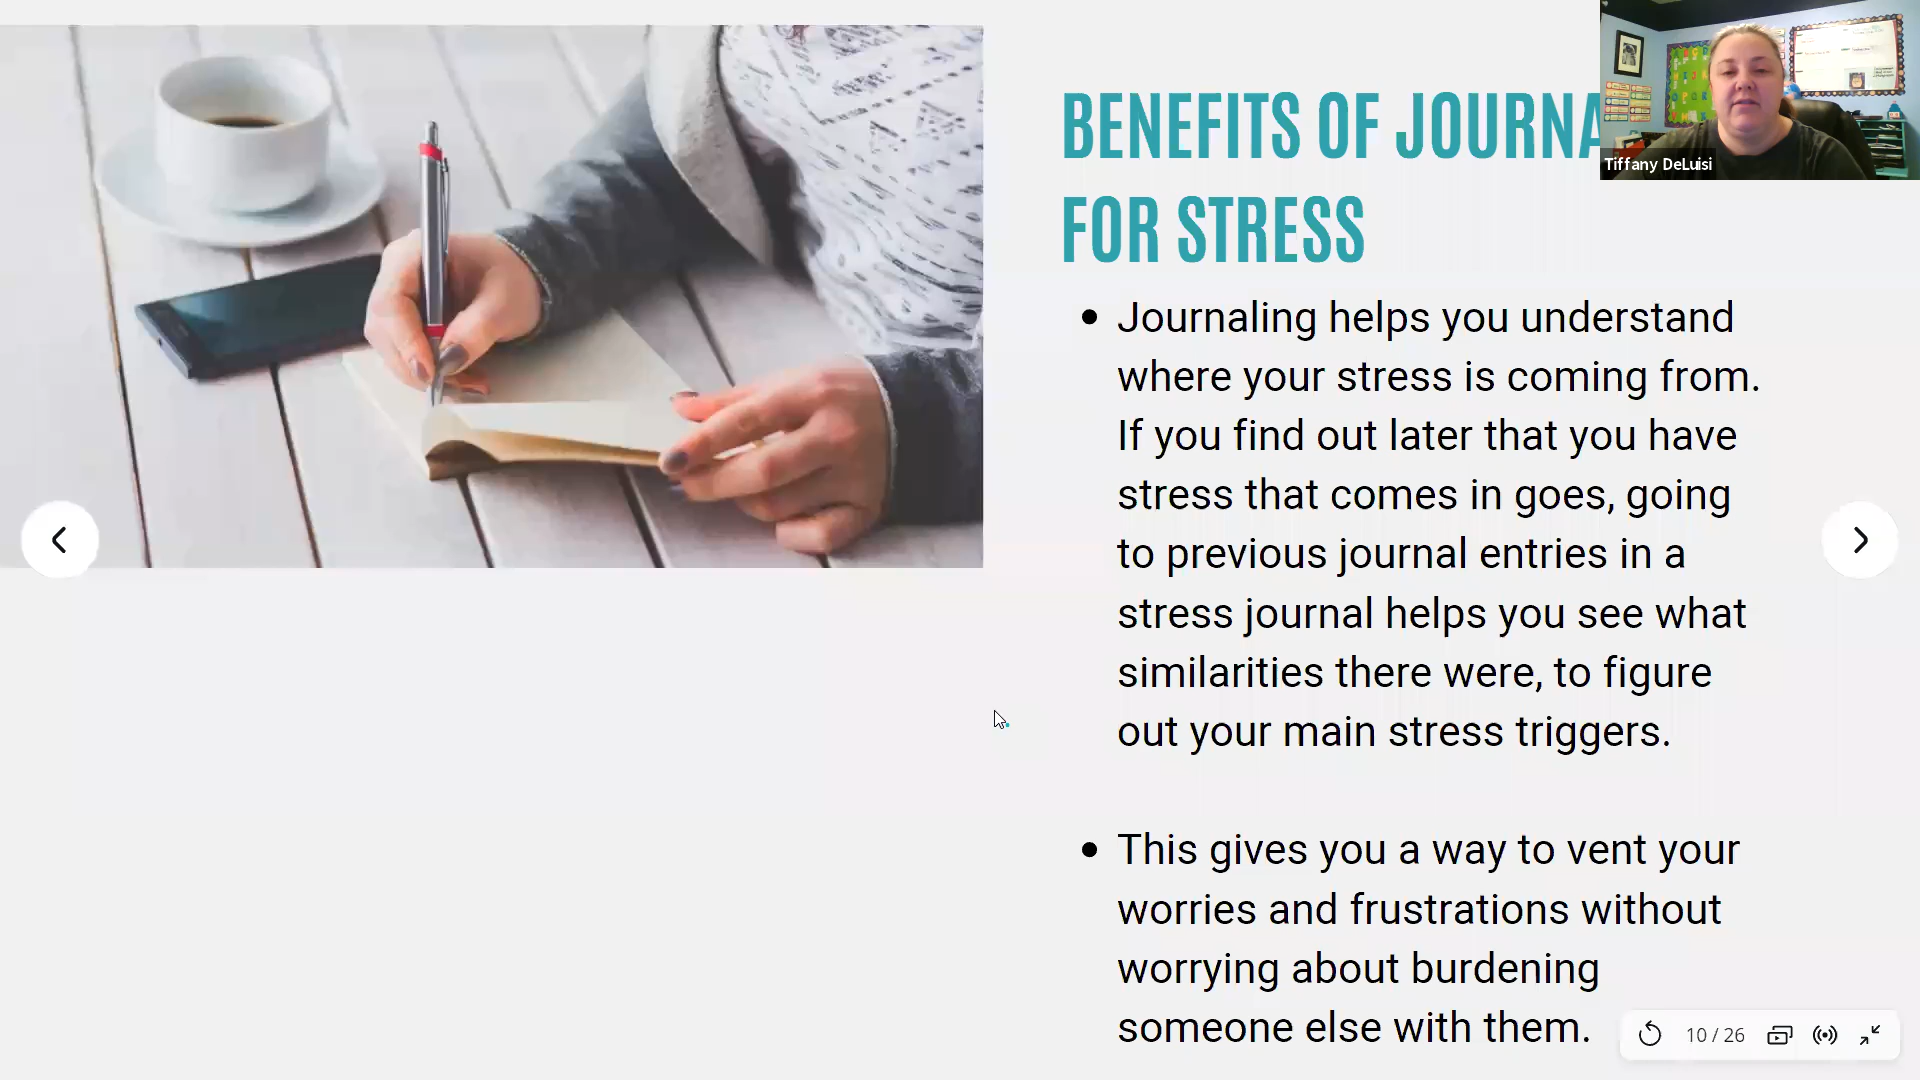 BENEFITS OF JOURNA
FOR STRESS
Tiffany DeLuisi
• Journaling helps you understand
where your stress is coming from.
If you find out later that you have
stress that comes in goes, going
to previous journal entries in a
stress journal helps you see what
similarities there were, to figure
out your main stress triggers.
• This gives you a way to vent your
worries and frustrations without
worrying about burdening
someone else with them.
10 / 26